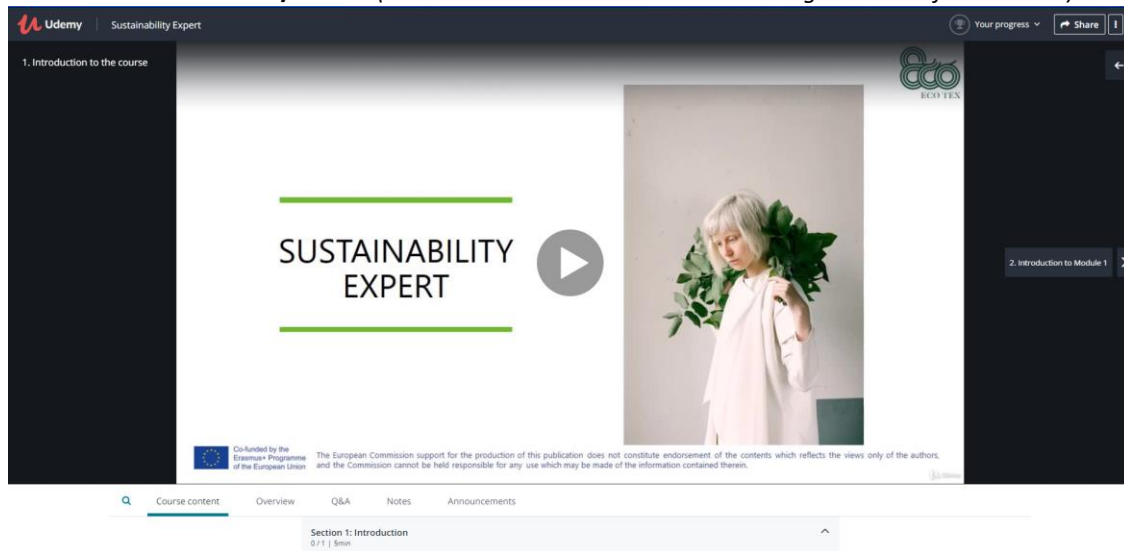 Udemy
Sustainability Expert
Your progress
Share
1. Introduction to the course
ECO TEX
SUSTAINABILITY
EXPERT
2. Introduction to Module 1
Co-funded by the
Erasmus+ Programme
of the European Union
The European Commission support for the production of this publication does not constitute endorsement of the contents which reflects the views only of the authors,
and the Commission cannot be held responsible for any use which may be made of the information contained therein.
Udemy
Course content
Overview
Q&A
Notes
Announcements
Section 1: Introduction
0 / 1 | 5min